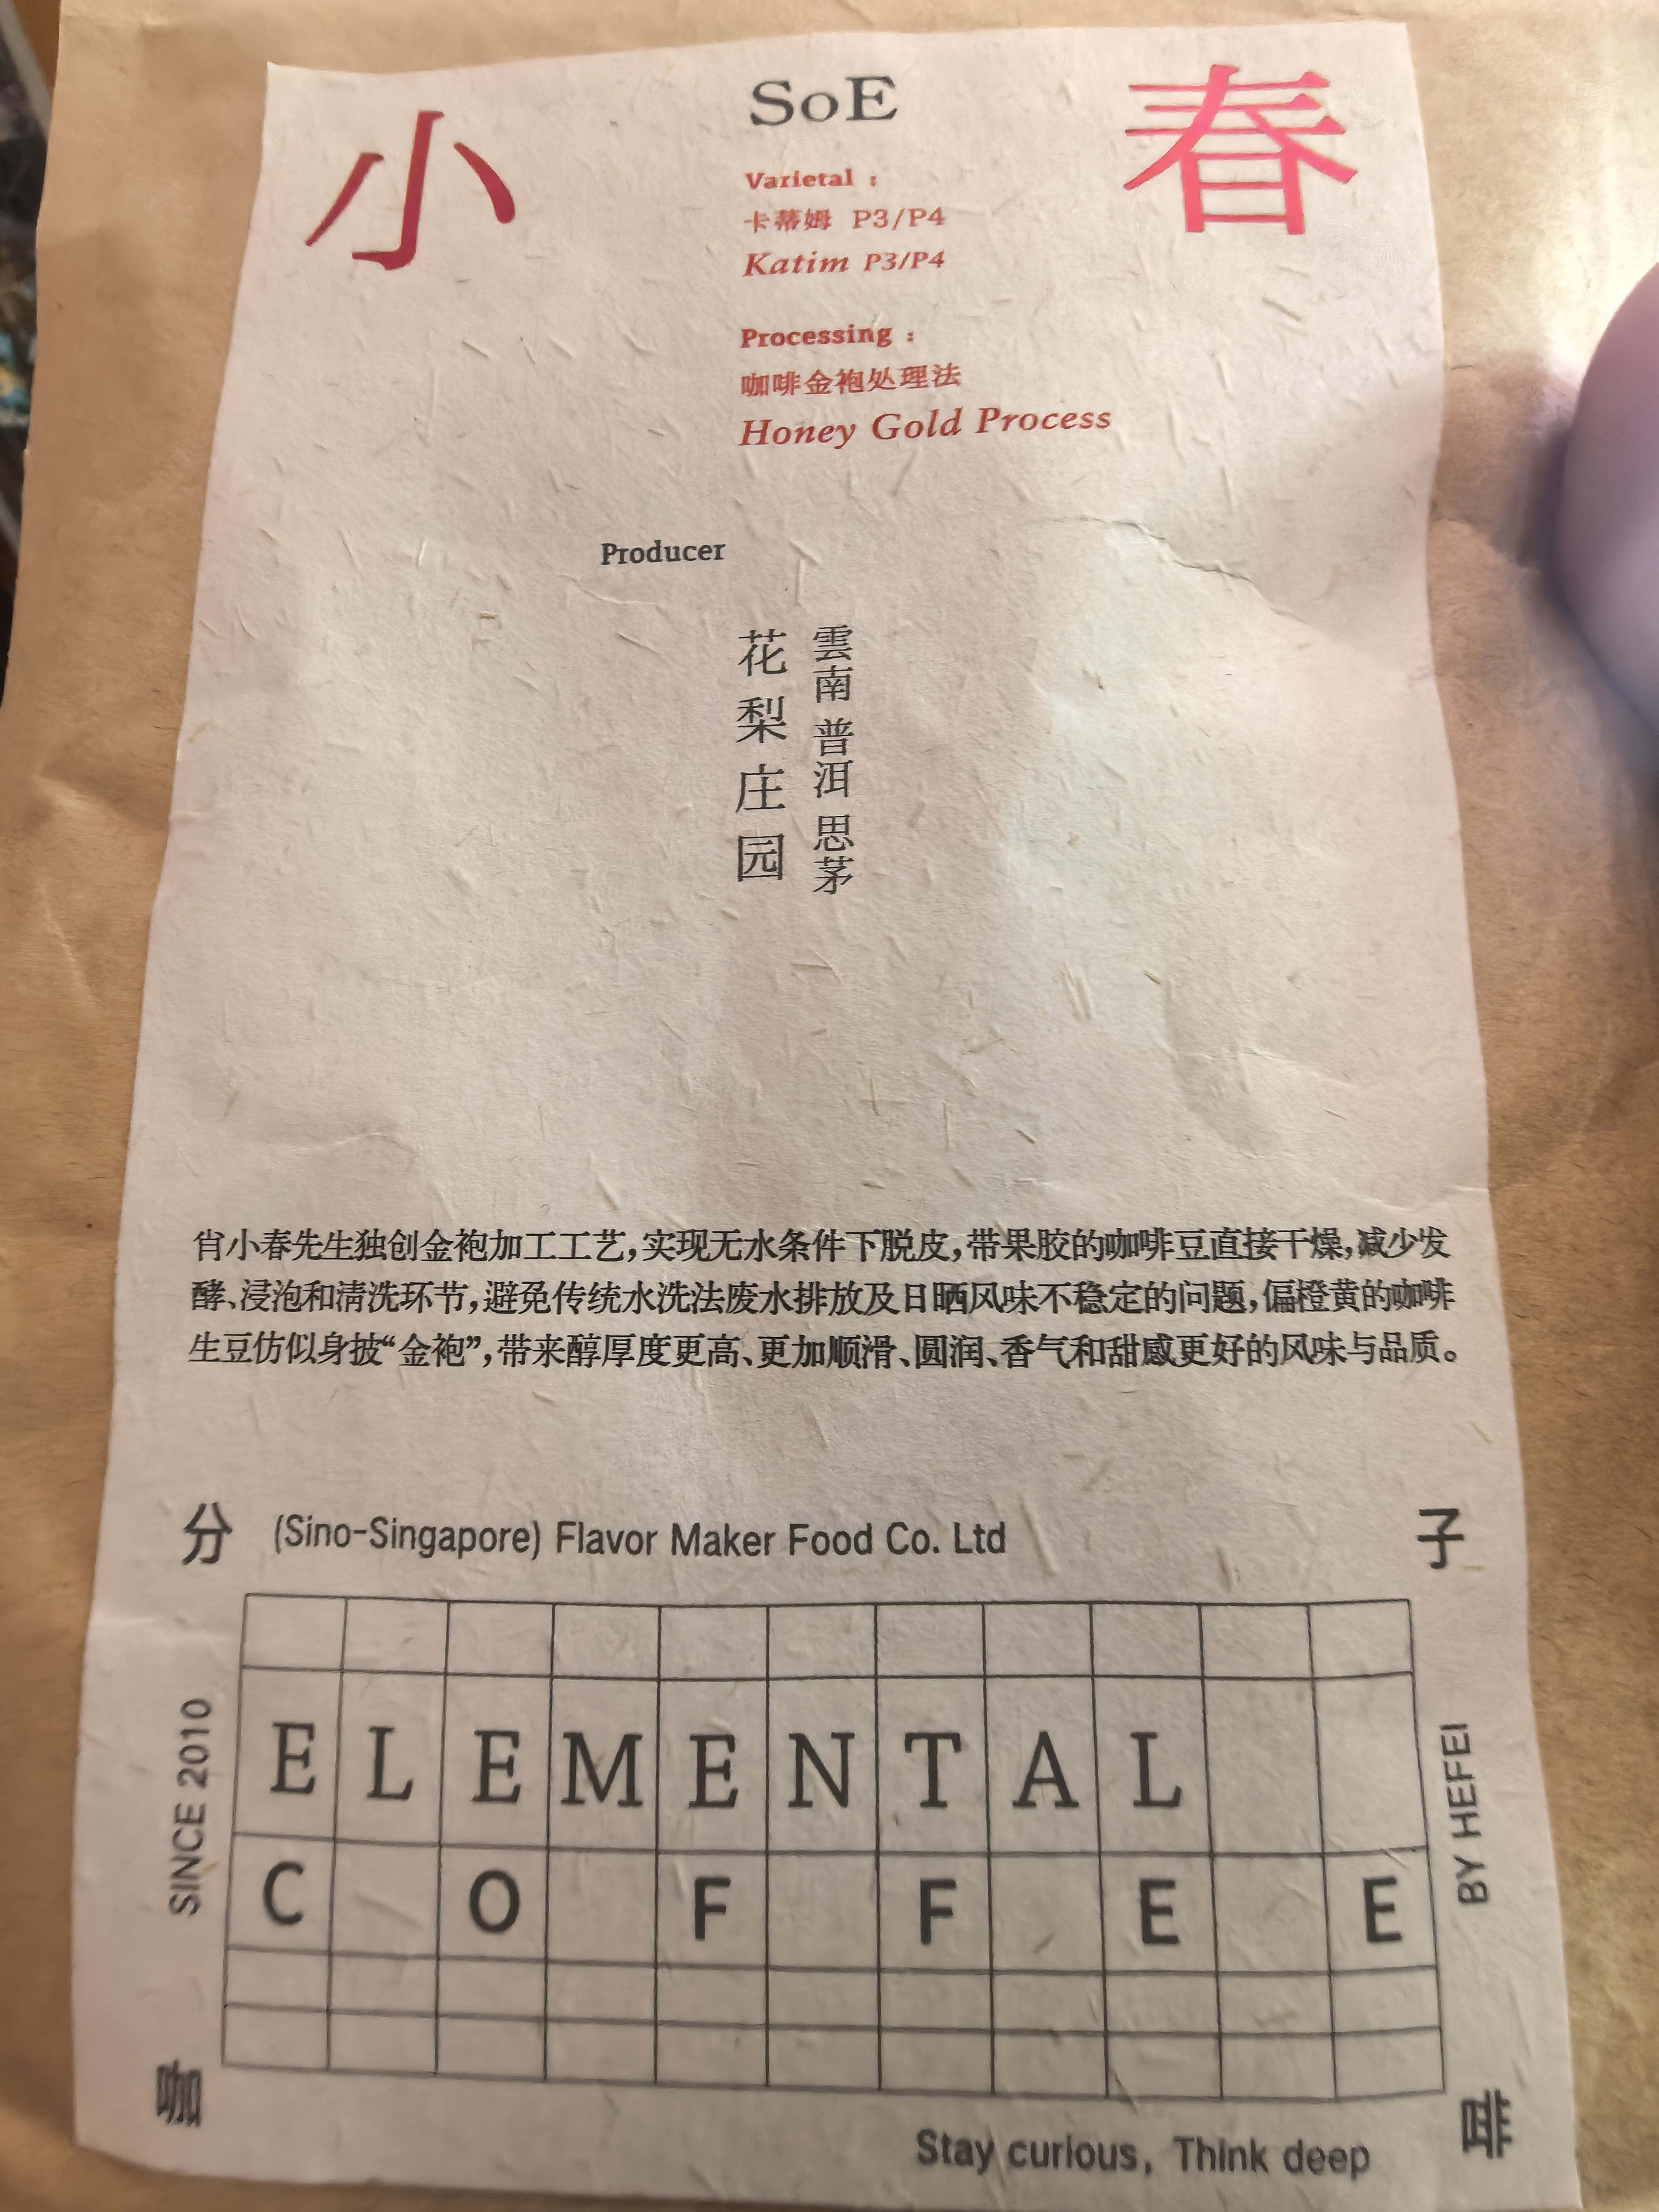 小
SoE
春
Varietal :
卡蒂姆 P3/P4
Katim P3/P4
Processing :
咖啡金袍处理法
Honey Gold Process
Producer
雲南 普洱 思茅
花梨庄园
肖小春先生独创金袍加工工艺,实现无水条件下脱皮,带果胶的咖啡豆直接干燥,减少发
酵、浸泡和清洗环节,避免传统水洗法废水排放及日晒风味不稳定的问题,偏橙黄的咖啡
生豆仿似身披“金袍”,带来醇厚度更高、更加顺滑、圆润、香气和甜感更好的风味与品质。
分
(Sino-Singapore) Flavor Maker Food Co. Ltd
子
SINCE 2010
ELEMENTAL
COFFEE
BY HEFEI
咖
啡
Stay curious, Think deep